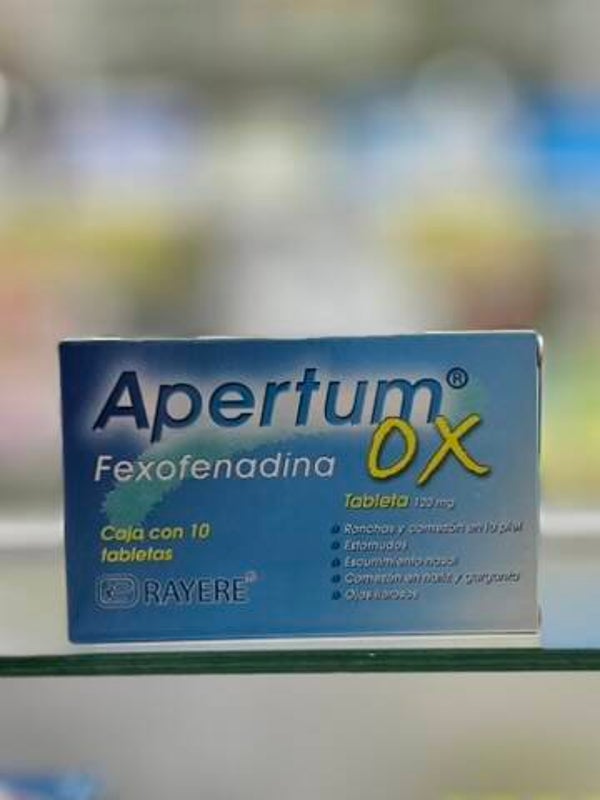 Apertum®
OX
Fexofenadina
Tableta 120 mg
Caja con 10
tabletas
Ronchas y comezón en la piel
Estornudos
Escurrimiento nasal
Comezón en nariz y garganta
Ojos llorosos
RAYERE